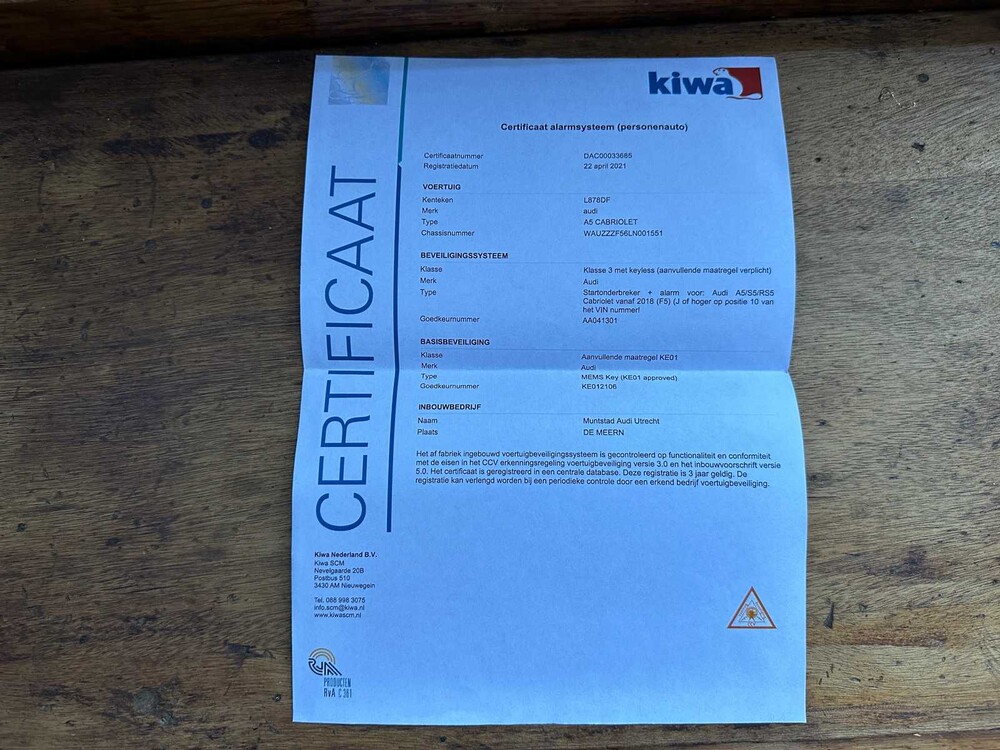 kiwa
Certificaat alarmsysteem (personenauto)
Certificaatnummer DAC00033685
Registratiedatum 22 april 2021
VOERTUIG
Kenteken L878DF
Merk audi
Type A5 CABRIOLET
Chassisnummer WAUZZZF56LN001551
BEVEILIGINGSSYSTEEM
Klasse Klasse 3 met keyless (aanvullende maatregel verplicht)
Merk Audi
Type Startonderbreker + alarm voor: Audi A5/S5/RS5
Cabriolet vanaf 2018 (F5) (J of hoger op positie 10 van
het VIN nummer!
Goedkeurnummer AA041301
BASISBEVEILIGING
Klasse Aanvullende maatregel KE01
Merk Audi
Type MEMS Key (KE01 approved)
Goedkeurnummer KE012106
INBOUWBEDRIJF
Naam Muntstad Audi Utrecht
Plaats DE MEERN
Het af fabriek ingebouwd voertuigbeveiligingssysteem is gecontroleerd op functionaliteit en conformiteit
met de eisen in het CCV erkenningsregeling voertuigbeveiliging versie 3.0 en het inbouwvoorschrift versie
5.0. Het certificaat is geregistreerd in een centrale database. Deze registratie is 3 jaar geldig. De
registratie kan verlengd worden bij een periodieke controle door een erkend bedrijf voertuigbeveiliging.
CERTIFICAAT
Kiwa Nederland B.V.
Kiwa SCM
Nevelgaarde 20B
Postbus 510
3430 AM Nieuwegein
Tel. 088 998 3075
info.scm@kiwa.nl
www.kiwascm.nl
RVA
PRODUCTEN
RvA C 381